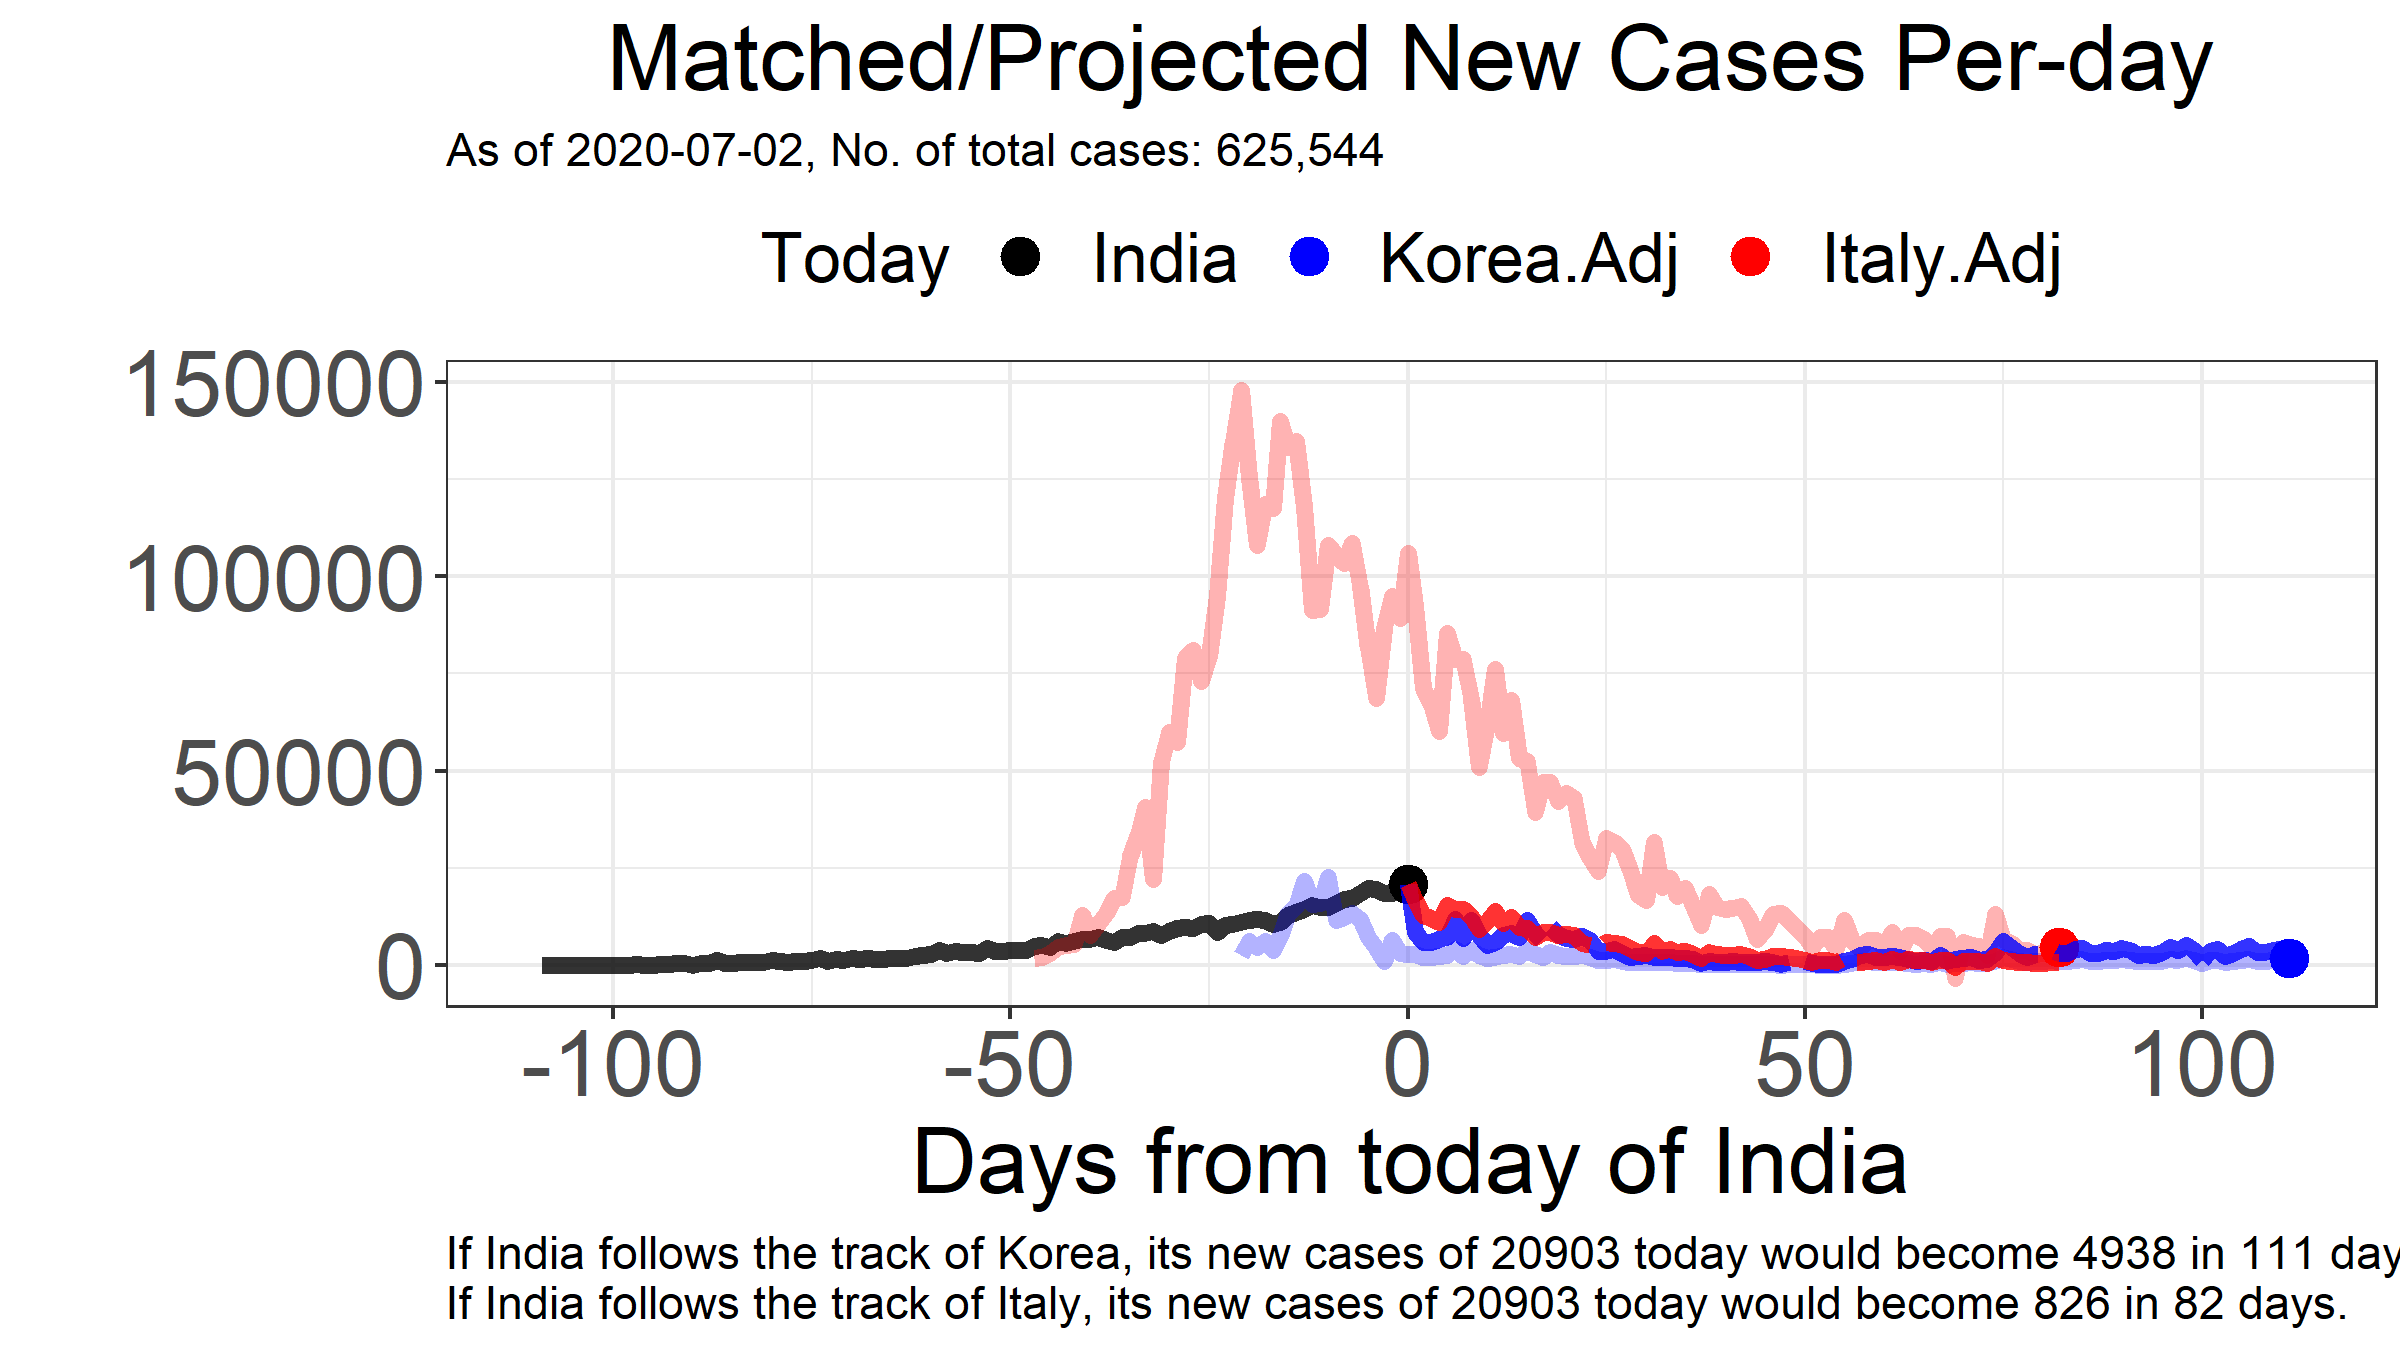 Matched/Projected New Cases Per-day
As of 2020-07-02, No. of total cases: 625,544
Today India Korea.Adj Italy.Adj
150000
100000
50000
0
-100 -50 0 50 100
Days from today of India
If India follows the track of Korea, its new cases of 20903 today would become 4938 in 111 day
If India follows the track of Italy, its new cases of 20903 today would become 826 in 82 days.